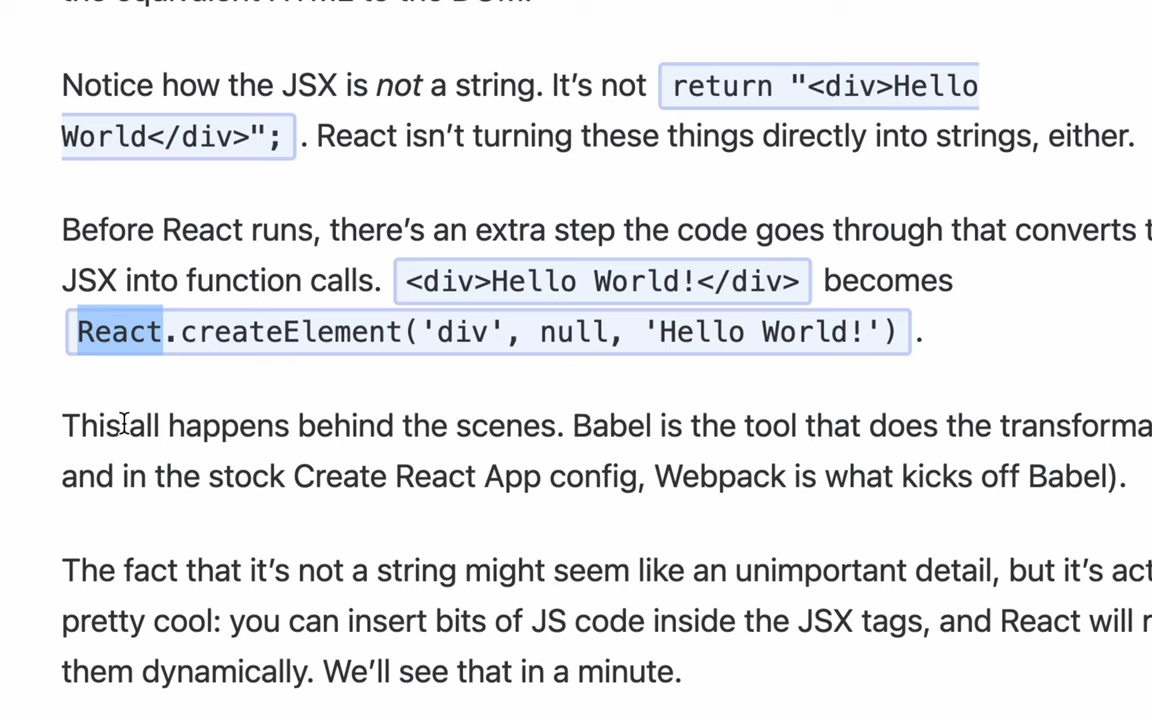 Notice how the JSX is not a string. It’s not return "<div>Hello
World</div>"; . React isn’t turning these things directly into strings, either.
Before React runs, there’s an extra step the code goes through that converts
JSX into function calls. <div>Hello World!</div> becomes
React.createElement('div', null, 'Hello World!') .
This all happens behind the scenes. Babel is the tool that does the
and in the stock Create React App config, Webpack is what kicks off Babel).
The fact that it’s not a string might seem like an unimportant detail, but it’s
pretty cool: you can insert bits of JS code inside the JSX tags, and React will
them dynamically. We’ll see that in a minute.